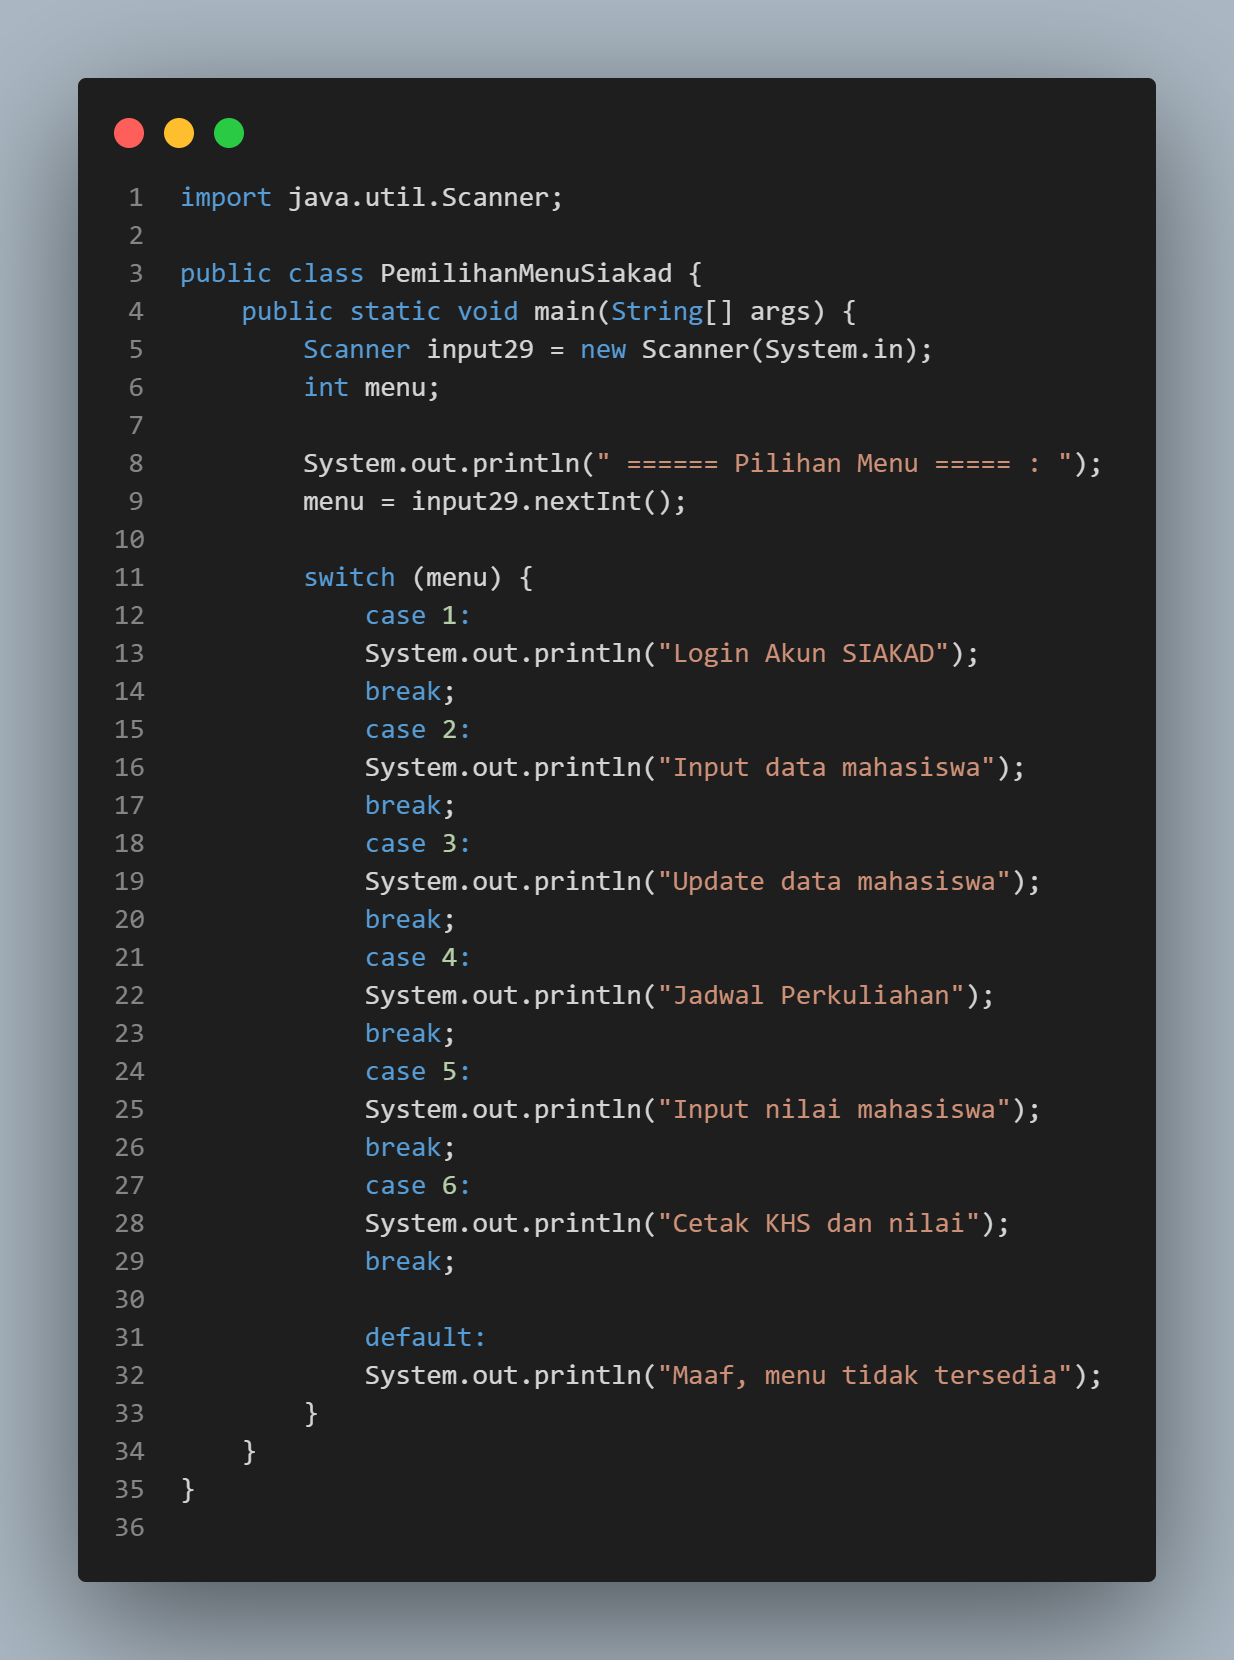 1 import java.util.Scanner;
2
3 public class PemilihanMenuSiakad {
4     public static void main(String[] args) {
5         Scanner input29 = new Scanner(System.in);
6         int menu;
7
8         System.out.println(" ====== Pilihan Menu ===== : ");
9         menu = input29.nextInt();
10
11         switch (menu) {
12             case 1:
13             System.out.println("Login Akun SIAKAD");
14             break;
15             case 2:
16             System.out.println("Input data mahasiswa");
17             break;
18             case 3:
19             System.out.println("Update data mahasiswa");
20             break;
21             case 4:
22             System.out.println("Jadwal Perkuliahan");
23             break;
24             case 5:
25             System.out.println("Input nilai mahasiswa");
26             break;
27             case 6:
28             System.out.println("Cetak KHS dan nilai");
29             break;
30
31             default:
32             System.out.println("Maaf, menu tidak tersedia");
33         }
34     }
35 }
36